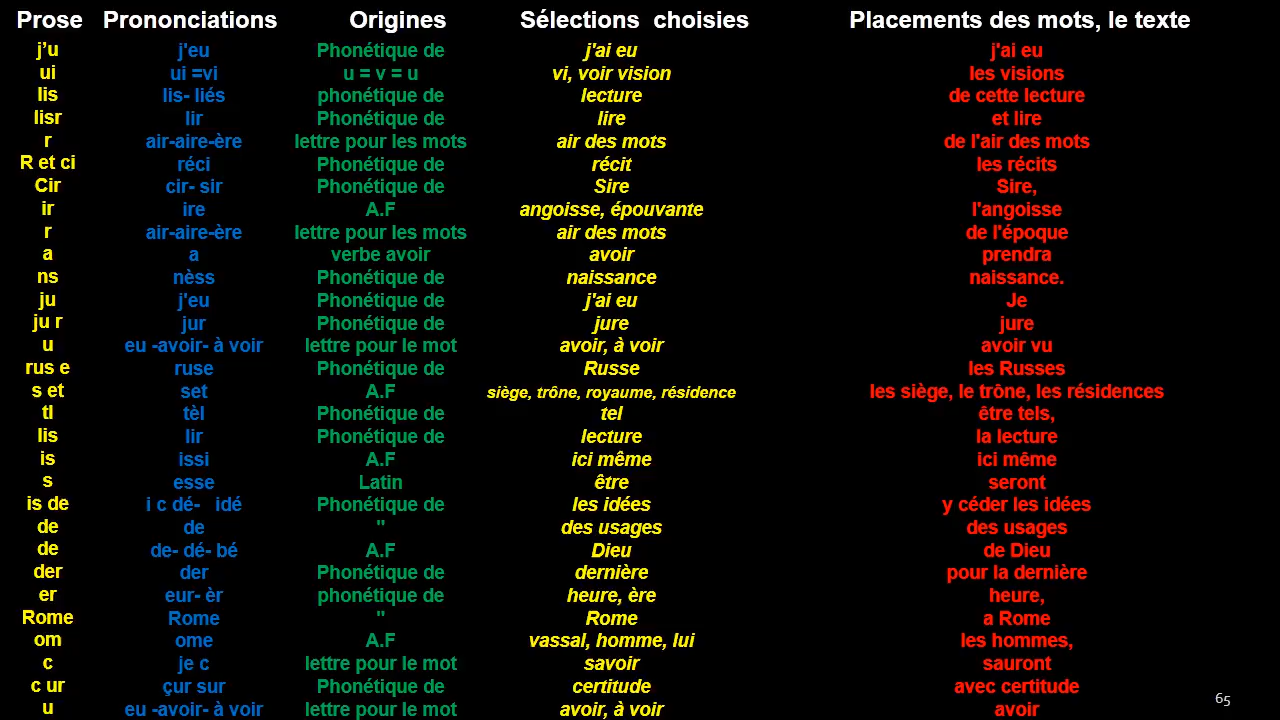 Prose Prononciations Origines Sélections choisies Placements des mots, le texte
j’u j'eu Phonétique de j'ai eu j'ai eu
ui ui =vi u = v = u vi, voir vision les visions
lis lis- liés phonétique de lecture de cette lecture
lisr lir Phonétique de lire et lire
r air-aire-ère lettre pour les mots air des mots de l'air des mots
R et ci réci Phonétique de récit les récits
Cir cir- sir Phonétique de Sire Sire,
ir ire A.F angoisse, épouvante l'angoisse
r air-aire-ère lettre pour les mots air des mots de l'époque
a a verbe avoir avoir prendra
ns nèss Phonétique de naissance naissance.
ju j'eu Phonétique de j'ai eu Je
ju r jur Phonétique de jure jure
u eu -avoir- à voir lettre pour le mot avoir, à voir avoir vu
rus e ruse Phonétique de Russe les Russes
s et set A.F siège, trône, royaume, résidence les siège, le trône, les résidences
tl tèl Phonétique de tel être tels,
lis lir Phonétique de lecture la lecture
is issi A.F ici même ici même
s esse Latin être seront
is de i c dé- idé Phonétique de les idées y céder les idées
de de " des usages des usages
de de- dé- bé A.F Dieu de Dieu
der der Phonétique de dernière pour la dernière
er eur- èr phonétique de heure, ère heure,
Rome Rome " Rome a Rome
om ome A.F vassal, homme, lui les hommes,
c je c lettre pour le mot savoir sauront
c ur çur sur Phonétique de certitude avec certitude
u eu -avoir- à voir lettre pour le mot avoir, à voir avoir
65